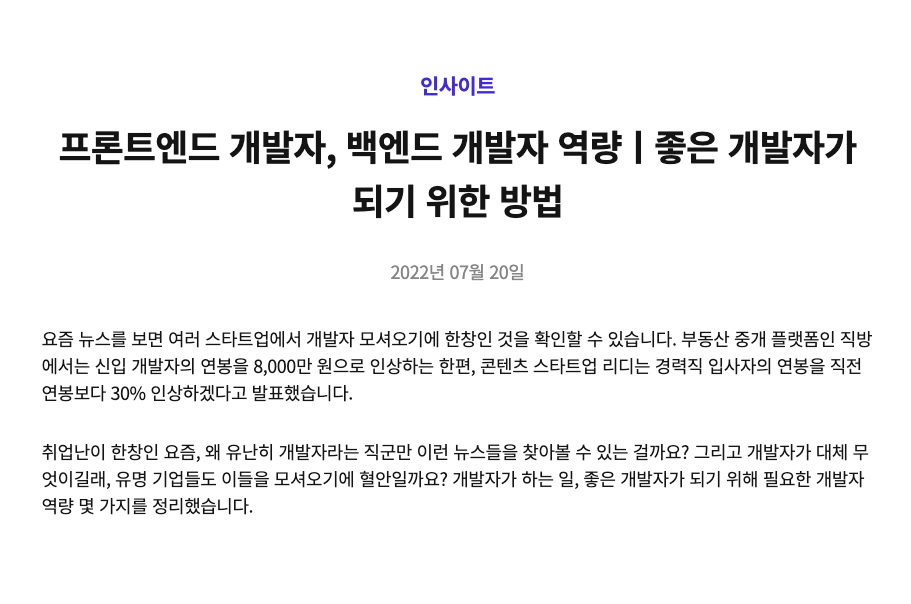 인사이트
프론트엔드 개발자, 백엔드 개발자 역량ㅣ좋은 개발자가
되기 위한 방법
2022년 07월 20일
요즘 뉴스를 보면 여러 스타트업에서 개발자 모셔오기에 한창인 것을 확인할 수 있습니다. 부동산 중개 플랫폼인 직방
에서는 신입 개발자의 연봉을 8,000만 원으로 인상하는 한편, 콘텐츠 스타트업 리디는 경력직 입사자의 연봉을 직전
연봉보다 30% 인상하겠다고 발표했습니다.
취업난이 한창인 요즘, 왜 유난히 개발자라는 직군만 이런 뉴스들을 찾아볼 수 있는 걸까요? 그리고 개발자가 대체 무
엇이길래, 유명 기업들도 이들을 모셔오기에 혈안일까요? 개발자가 하는 일, 좋은 개발자가 되기 위해 필요한 개발자
역량 몇 가지를 정리했습니다.